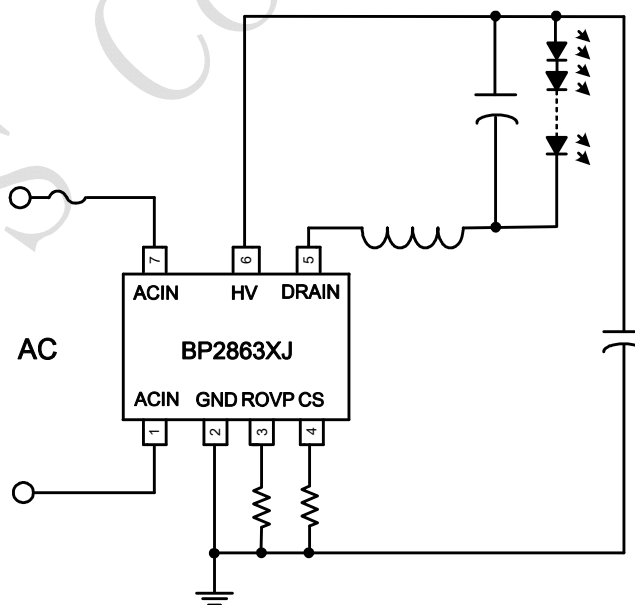 7 6 5
ACIN HV DRAIN
AC
BP2863XJ
ACIN GND ROVP CS
1 2 3 4